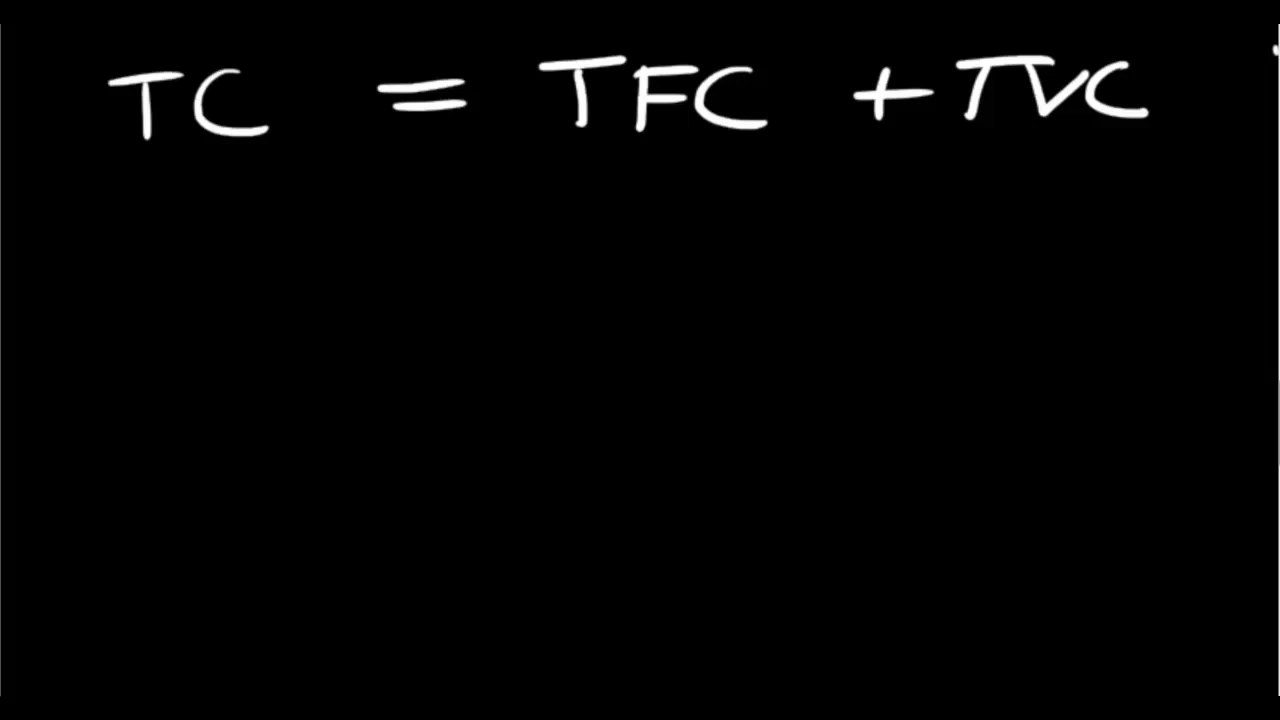 TC = TFC + TVC